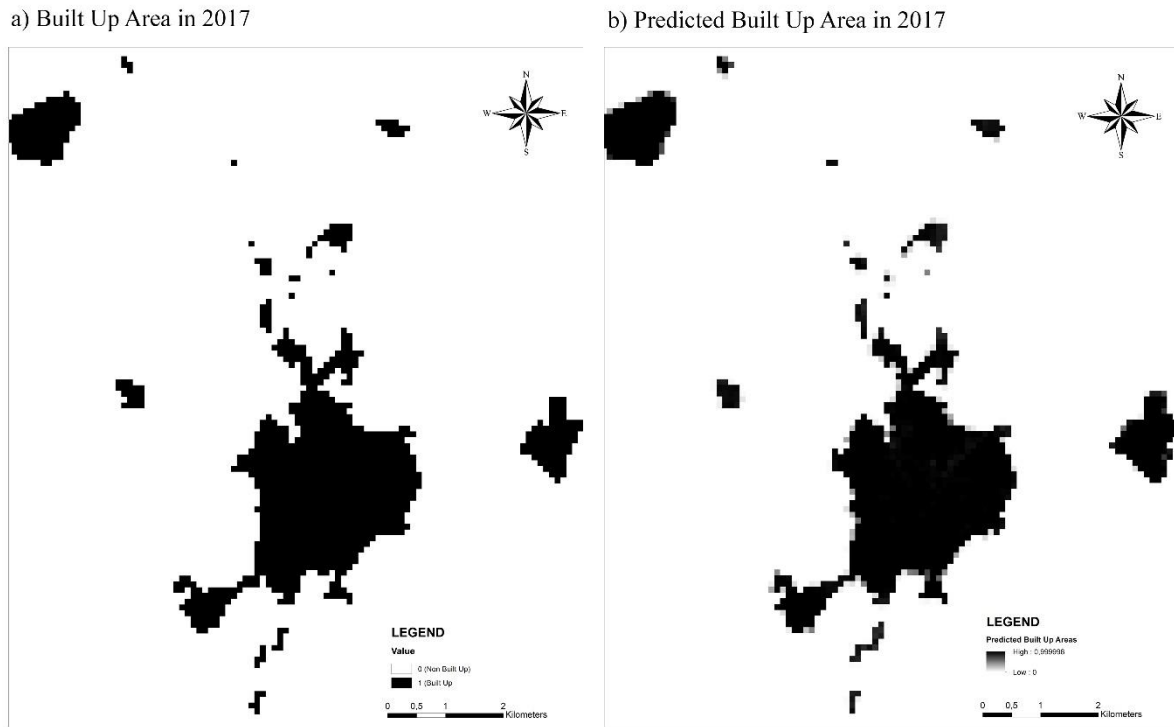 a) Built Up Area in 2017
b) Predicted Built Up Area in 2017
N
W E
S
N
W E
S
LEGEND
Value
0 (Non Built Up)
1 (Built Up
0 0,5 1 2
Kilometers
LEGEND
Predicted Built Up Areas
High : 0,999998
Low : 0
0 0,5 1 2
Kilometers